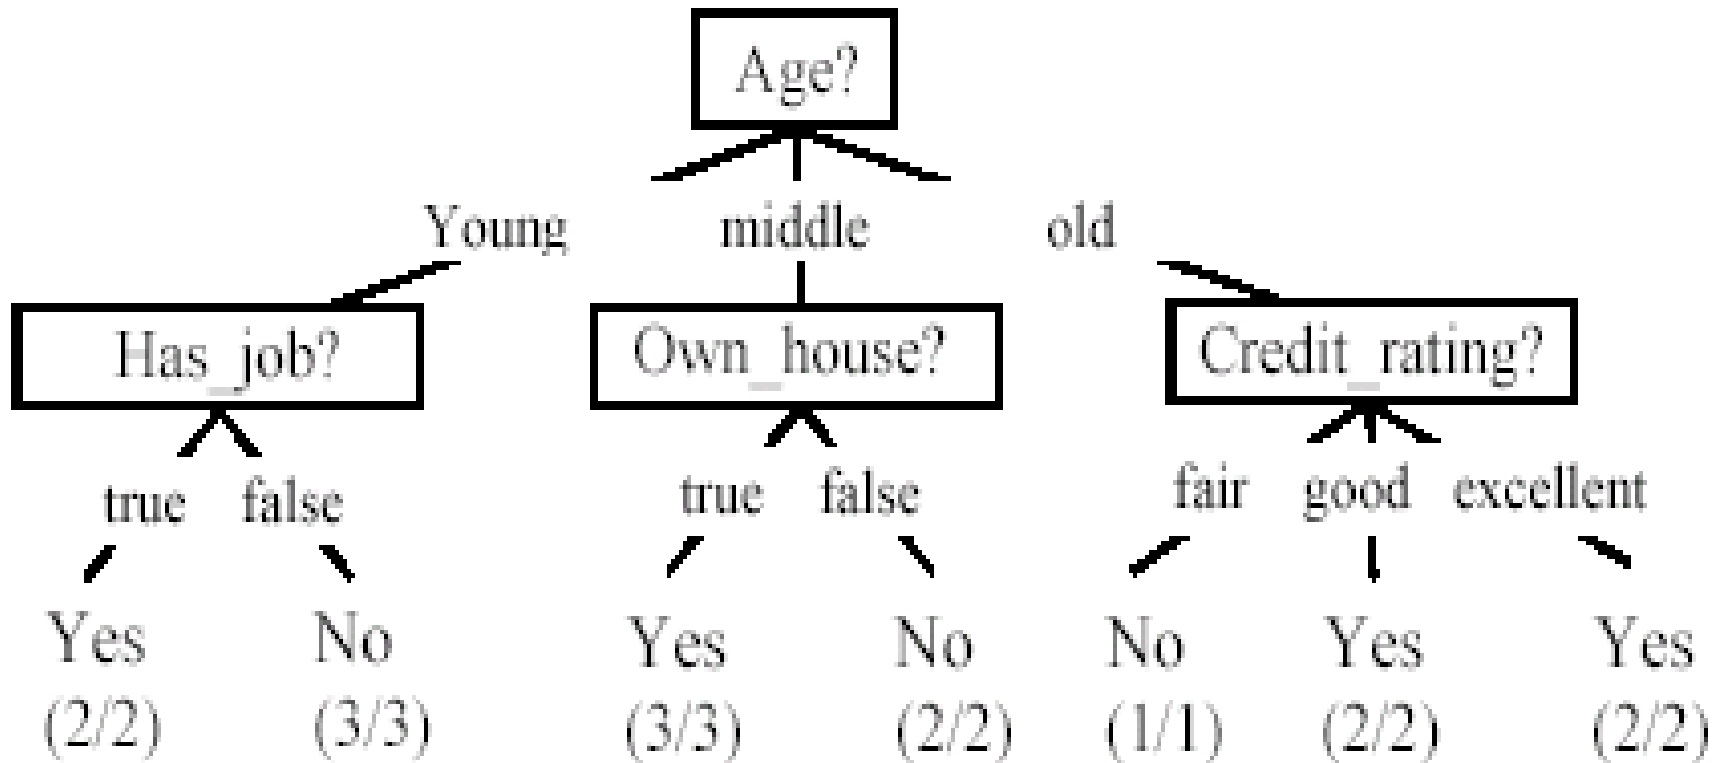 Age?
Young middle old
Has_job? Own_house? Credit_rating?
true false true false fair good excellent
Yes No Yes No No Yes Yes
(2/2) (3/3) (3/3) (2/2) (1/1) (2/2) (2/2)